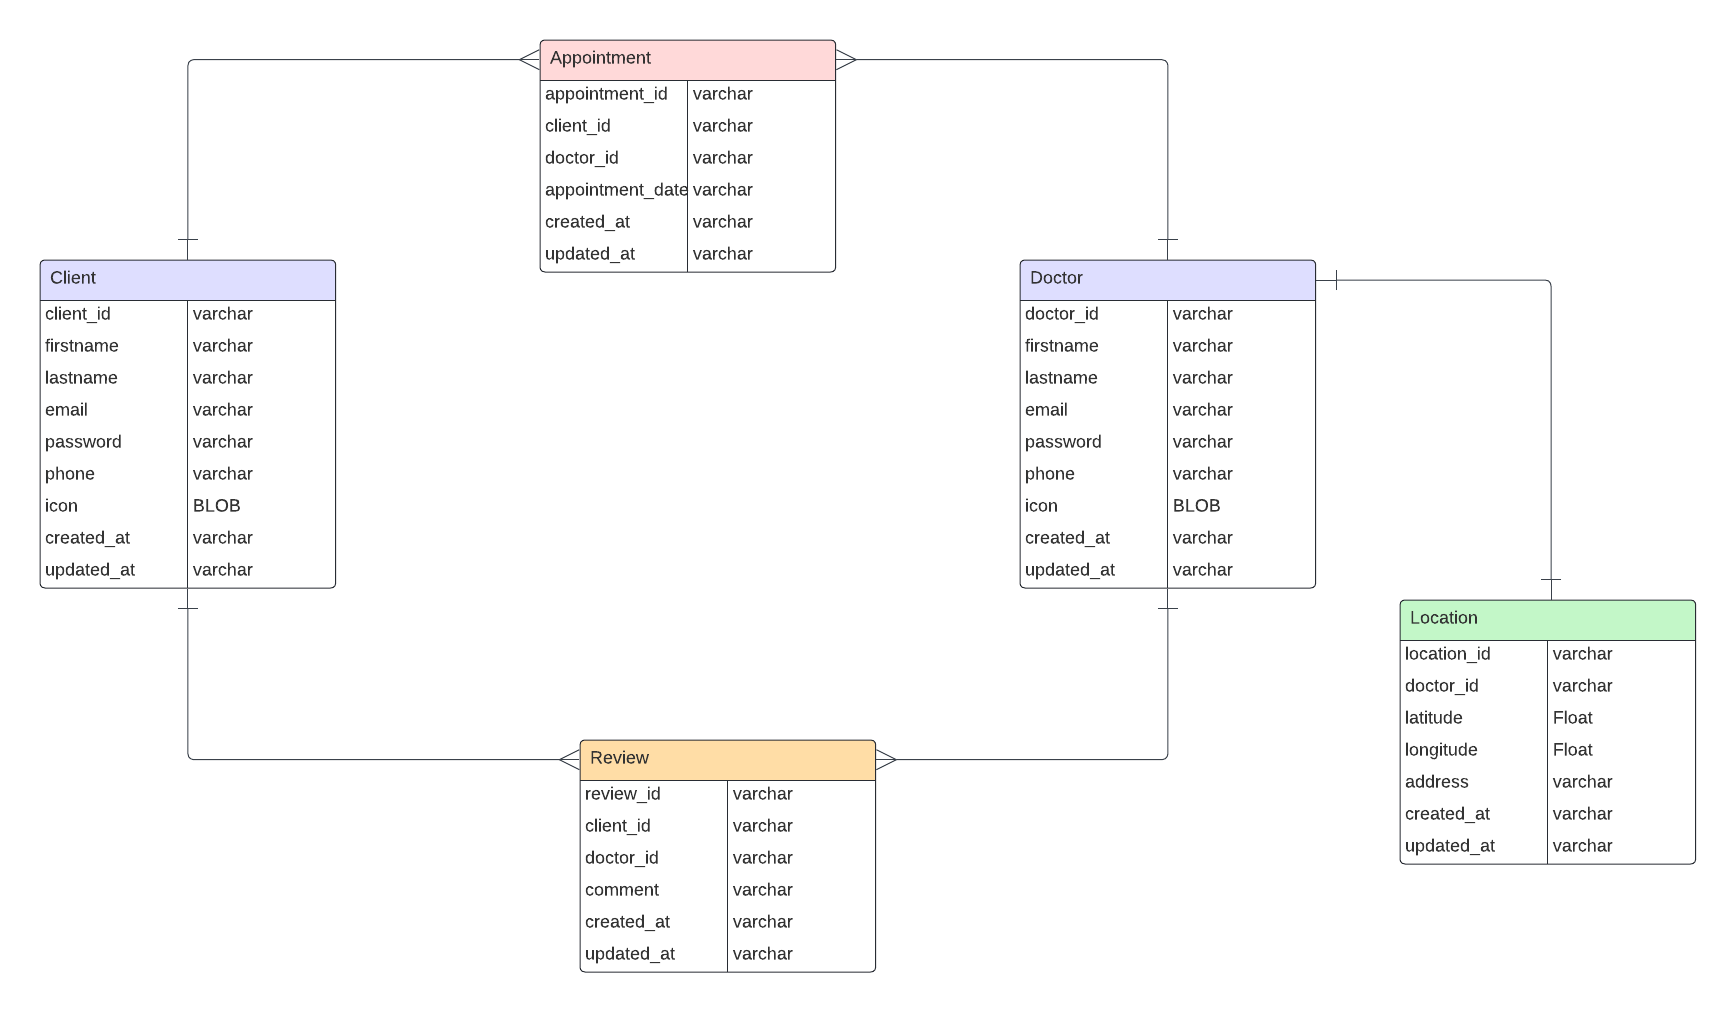 Appointment
appointment_id varchar
client_id varchar
doctor_id varchar
appointment_date varchar
created_at varchar
updated_at varchar
Client
client_id varchar
firstname varchar
lastname varchar
email varchar
password varchar
phone varchar
icon BLOB
created_at varchar
updated_at varchar
Doctor
doctor_id varchar
firstname varchar
lastname varchar
email varchar
password varchar
phone varchar
icon BLOB
created_at varchar
updated_at varchar
Location
location_id varchar
doctor_id varchar
latitude Float
longitude Float
address varchar
created_at varchar
updated_at varchar
Review
review_id varchar
client_id varchar
doctor_id varchar
comment varchar
created_at varchar
updated_at varchar